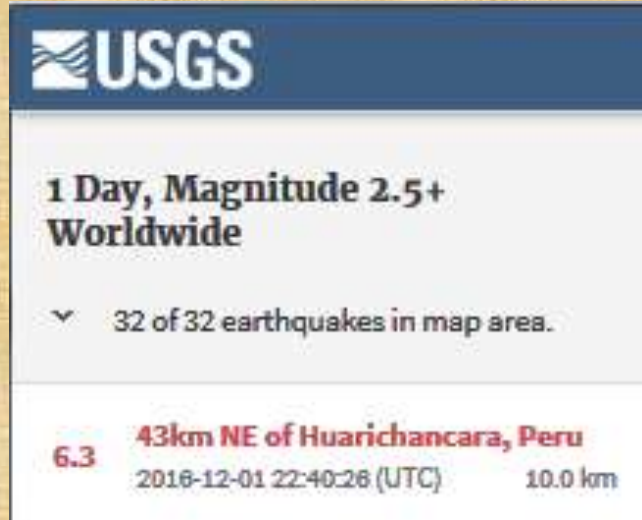 USGS
1 Day, Magnitude 2.5+
Worldwide
32 of 32 earthquakes in map area.
6.3 43km NE of Huarichancara, Peru
2016-12-01 22:40:26 (UTC) 10.0 km